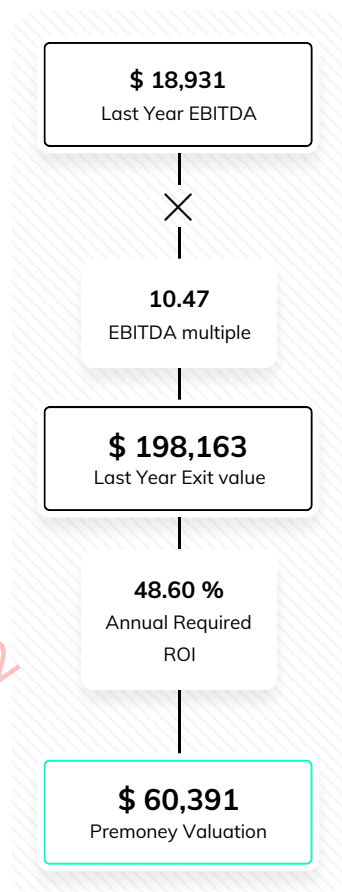 $ 18,931
Last Year EBITDA
10.47
EBITDA multiple
$ 198,163
Last Year Exit value
48.60 %
Annual Required
ROI
$ 60,391
Premoney Valuation